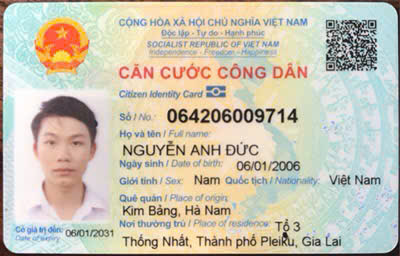 CỘNG HÒA XÃ HỘI CHỦ NGHĨA VIỆT NAM
Độc lập - Tự do - Hạnh phúc
SOCIALIST REPUBLIC OF VIET NAM
Independence - Freedom - Happiness
CĂN CƯỚC CÔNG DÂN
Citizen Identity Card
Số / No.: 064206009714
Họ và tên / Full name:
NGUYỄN ANH ĐỨC
Ngày sinh / Date of birth: 06/01/2006
Giới tính / Sex: Nam Quốc tịch / Nationality: Việt Nam
Quê quán / Place of origin:
Kim Bảng, Hà Nam
Nơi thường trú / Place of residence: Tổ 3
Thống Nhất, Thành phố Pleiku, Gia Lai
Có giá trị đến: 06/01/2031
Date of expiry